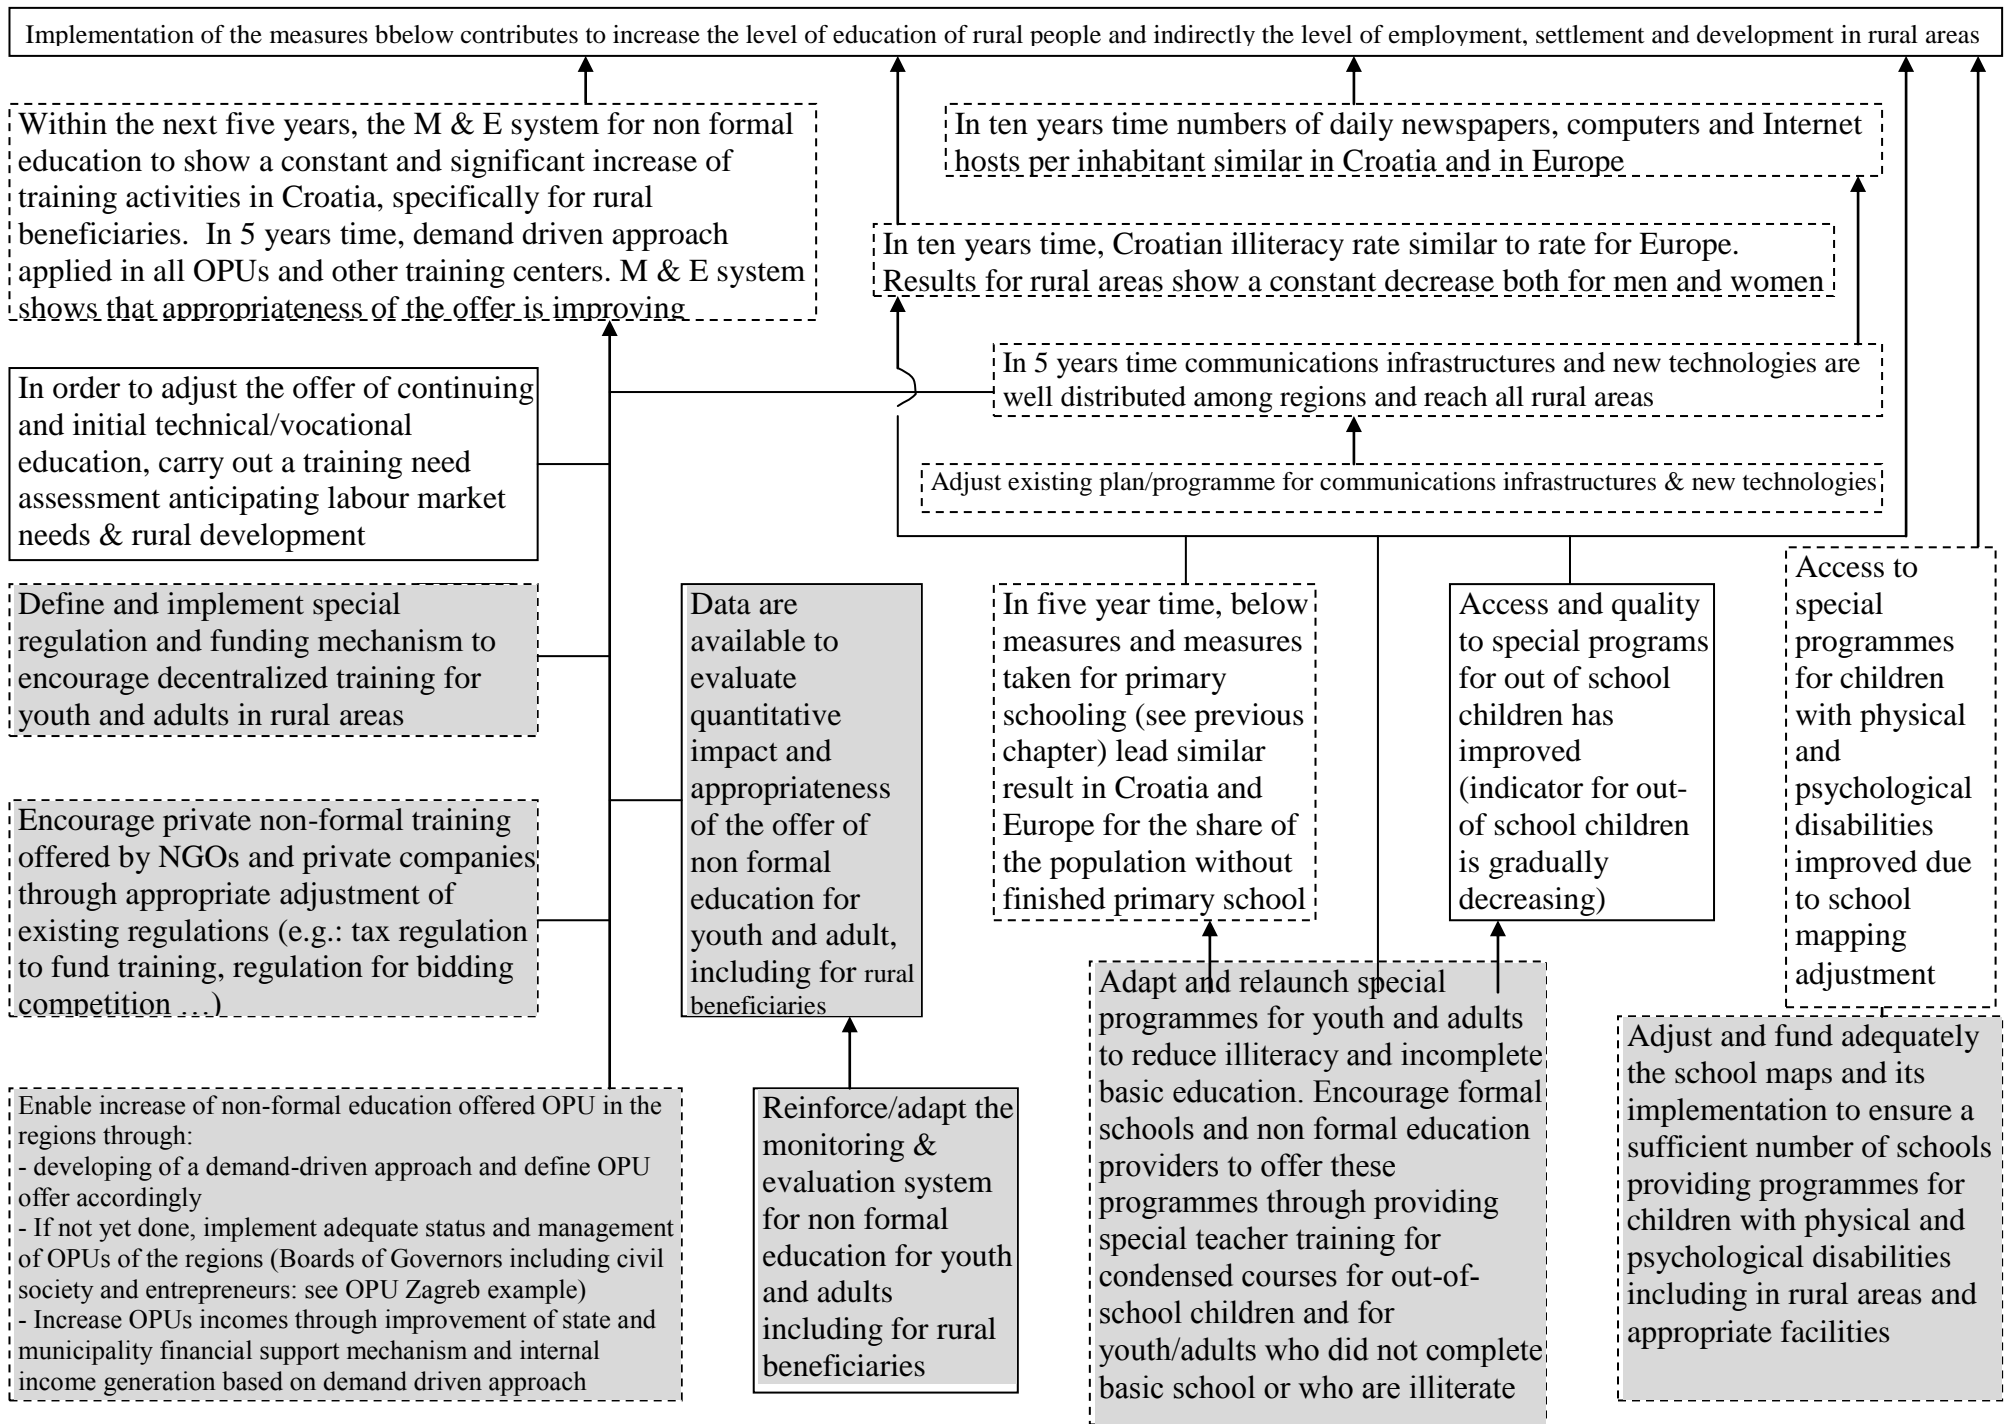 Implementation of the measures bbelow contributes to increase the level of education of rural people and indirectly the level of employment, settlement and development in rural areas
Within the next five years, the M & E system for non formal
education to show a constant and significant increase of
training activities in Croatia, specifically for rural
beneficiaries.  In 5 years time, demand driven approach
applied in all OPUs and other training centers. M & E system
shows that appropriateness of the offer is improving
In ten years time numbers of daily newspapers, computers and Internet
hosts per inhabitant similar in Croatia and in Europe
In ten years time, Croatian illiteracy rate similar to rate for Europe.
Results for rural areas show a constant decrease both for men and women
In 5 years time communications infrastructures and new technologies are
well distributed among regions and reach all rural areas
Adjust existing plan/programme for communications infrastructures & new technologies
In order to adjust the offer of continuing
and initial technical/vocational
education, carry out a training need
assessment anticipating labour market
needs & rural development
Define and implement special
regulation and funding mechanism to
encourage decentralized training for
youth and adults in rural areas
Encourage private non-formal training
offered by NGOs and private companies
through appropriate adjustment of
existing regulations (e.g.: tax regulation
to fund training, regulation for bidding
competition …)
Enable increase of non-formal education offered OPU in the
regions through:
- developing of a demand-driven approach and define OPU
offer accordingly
- If not yet done, implement adequate status and management
of OPUs of the regions (Boards of Governors including civil
society and entrepreneurs: see OPU Zagreb example)
- Increase OPUs incomes through improvement of state and
municipality financial support mechanism and internal
income generation based on demand driven approach
Data are
available to
evaluate
quantitative
impact and
appropriateness
of the offer of
non formal
education for
youth and adult,
including for rural
beneficiaries
Reinforce/adapt the
monitoring &
evaluation system
for non formal
education for youth
and adults
including for rural
beneficiaries
In five year time, below
measures and measures
taken for primary
schooling (see previous
chapter) lead similar
result in Croatia and
Europe for the share of
the population without
finished primary school
Access and quality
to special programs
for out of school
children has
improved
(indicator for out-
of school children
is gradually
decreasing)
Adapt and relaunch special
programmes for youth and adults
to reduce illiteracy and incomplete
basic education. Encourage formal
schools and non formal education
providers to offer these
programmes through providing
special teacher training for
condensed courses for out-of-
school children and for
youth/adults who did not complete
basic school or who are illiterate
Access to
special
programmes
for children
with physical
and
psychological
disabilities
improved due
to school
mapping
adjustment
Adjust and fund adequately
the school maps and its
implementation to ensure a
sufficient number of schools
providing programmes for
children with physical and
psychological disabilities
including in rural areas and
appropriate facilities